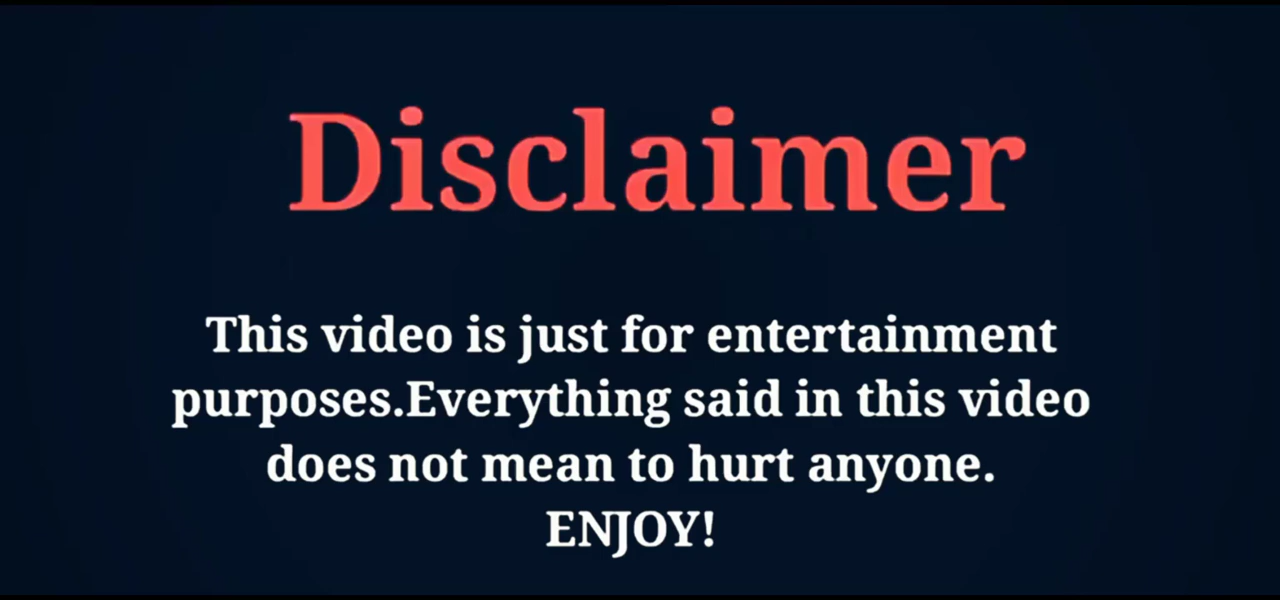 Disclaimer
This video is just for entertainment
purposes.Everything said in this video
does not mean to hurt anyone.
ENJOY!